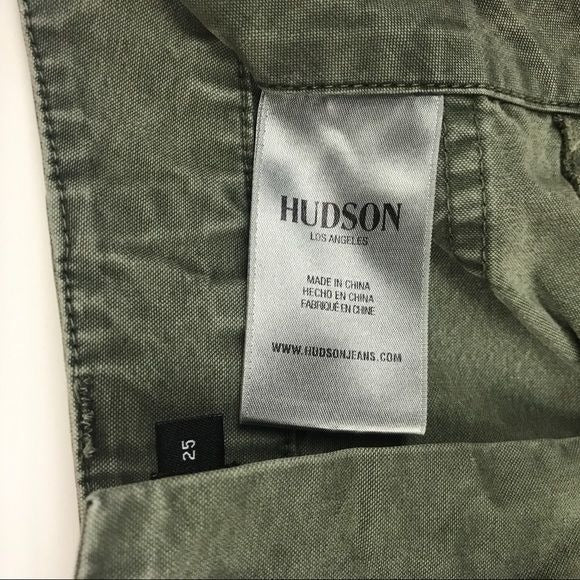 HUDSON
LOS ANGELES
MADE IN CHINA
HECHO EN CHINA
FABRIQUÉ EN CHINE
WWW.HUDSONJEANS.COM
25